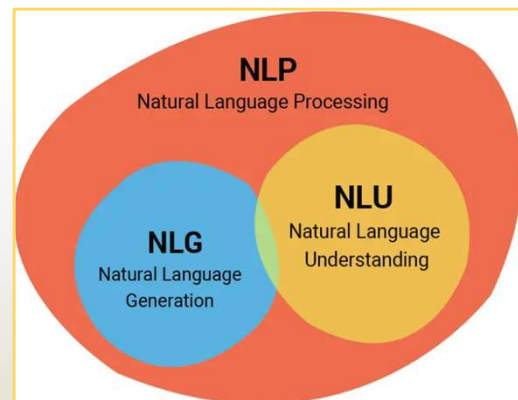 NLP
Natural Language Processing
NLU
Natural Language
Understanding
NLG
Natural Language
Generation